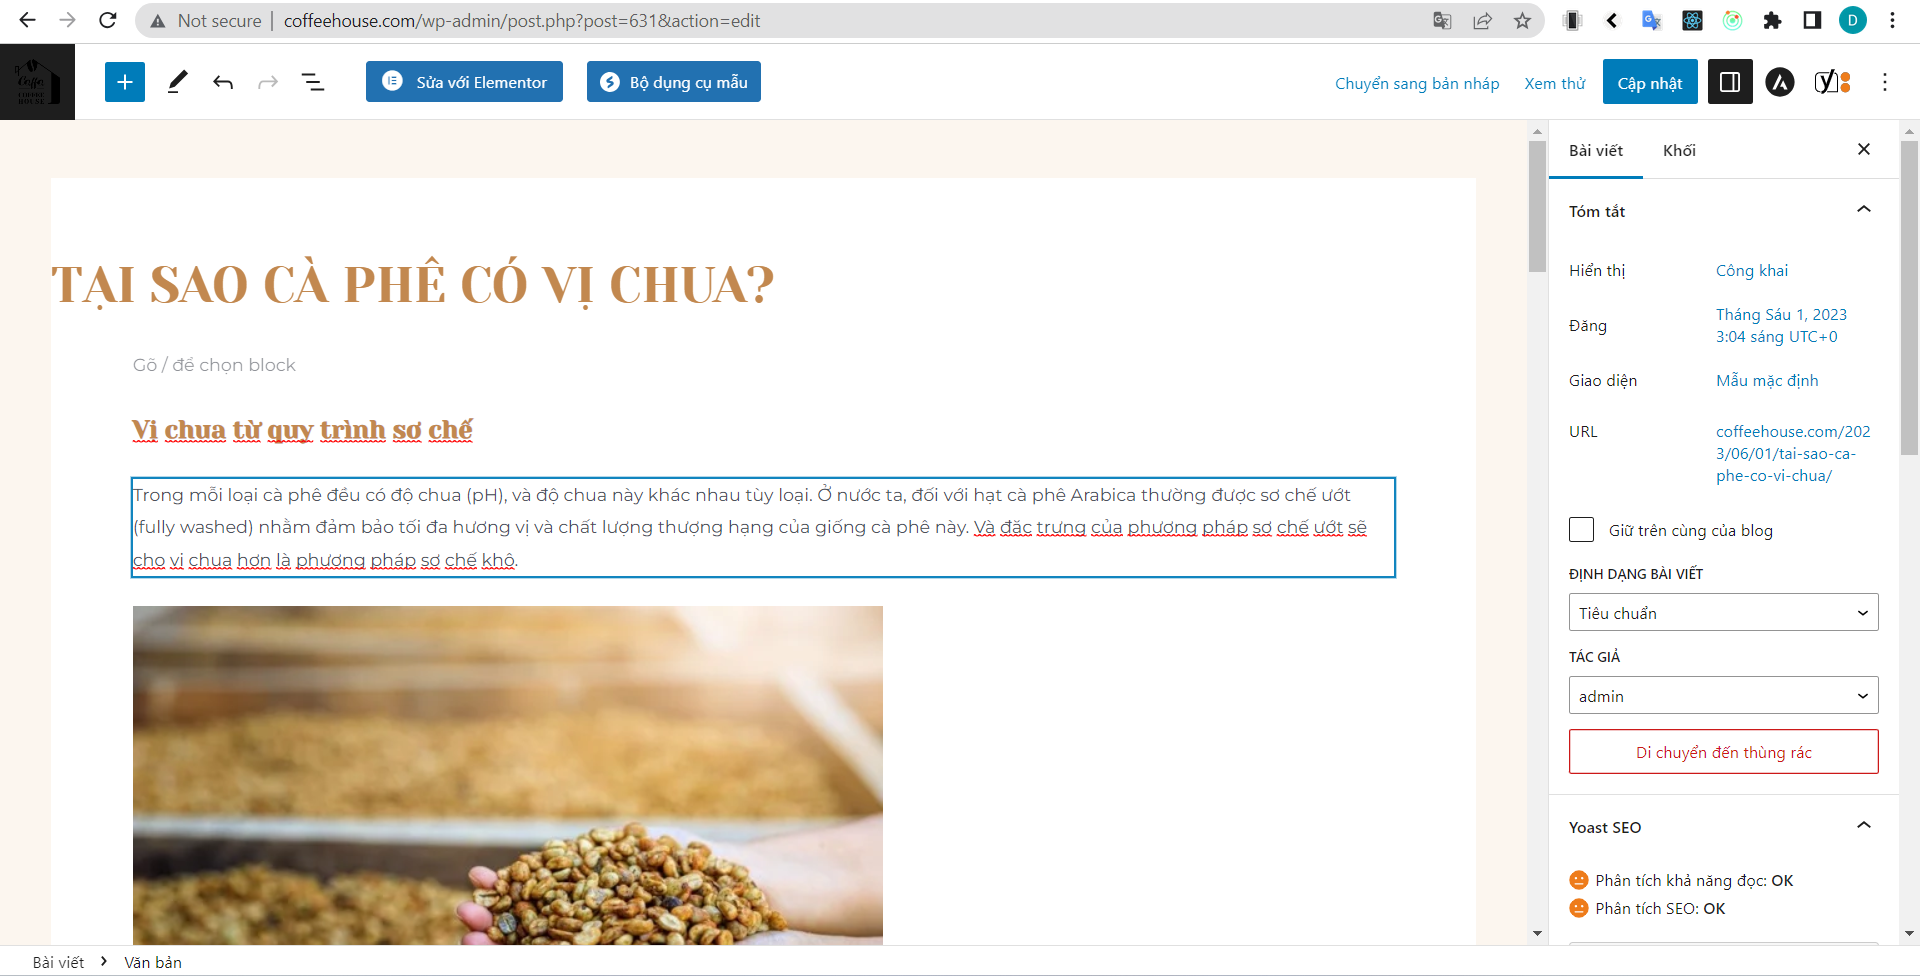 Not secure
coffeehouse.com/wp-admin/post.php?post=631&action=edit
D
Coffee
COFFEE
HOUSE
Sửa với Elementor
Bộ dụng cụ mẫu
Chuyển sang bản nháp
Xem thử
Cập nhật
TẠI SAO CÀ PHÊ CÓ VỊ CHUA?
Gõ / để chọn block
Vị chua từ quy trình sơ chế
Trong mỗi loại cà phê đều có độ chua (pH), và độ chua này khác nhau tùy loại. Ở nước ta, đối với hạt cà phê Arabica thường được sơ chế ướt
(fully washed) nhằm đảm bảo tối đa hương vị và chất lượng thượng hạng của giống cà phê này. Và đặc trưng của phương pháp sơ chế ướt sẽ
cho vị chua hơn là phương pháp sơ chế khô.
Bài viết
Khối
Tóm tắt
Hiển thị
Công khai
Đăng
Tháng Sáu 1, 2023
3:04 sáng UTC+0
Giao diện
Mẫu mặc định
URL
coffeehouse.com/202
3/06/01/tai-sao-ca-
phe-co-vi-chua/
Giữ trên cùng của blog
ĐỊNH DẠNG BÀI VIẾT
Tiêu chuẩn
TÁC GIẢ
admin
Di chuyển đến thùng rác
Yoast SEO
Phân tích khả năng đọc: OK
Phân tích SEO: OK
Bài viết
Văn bản